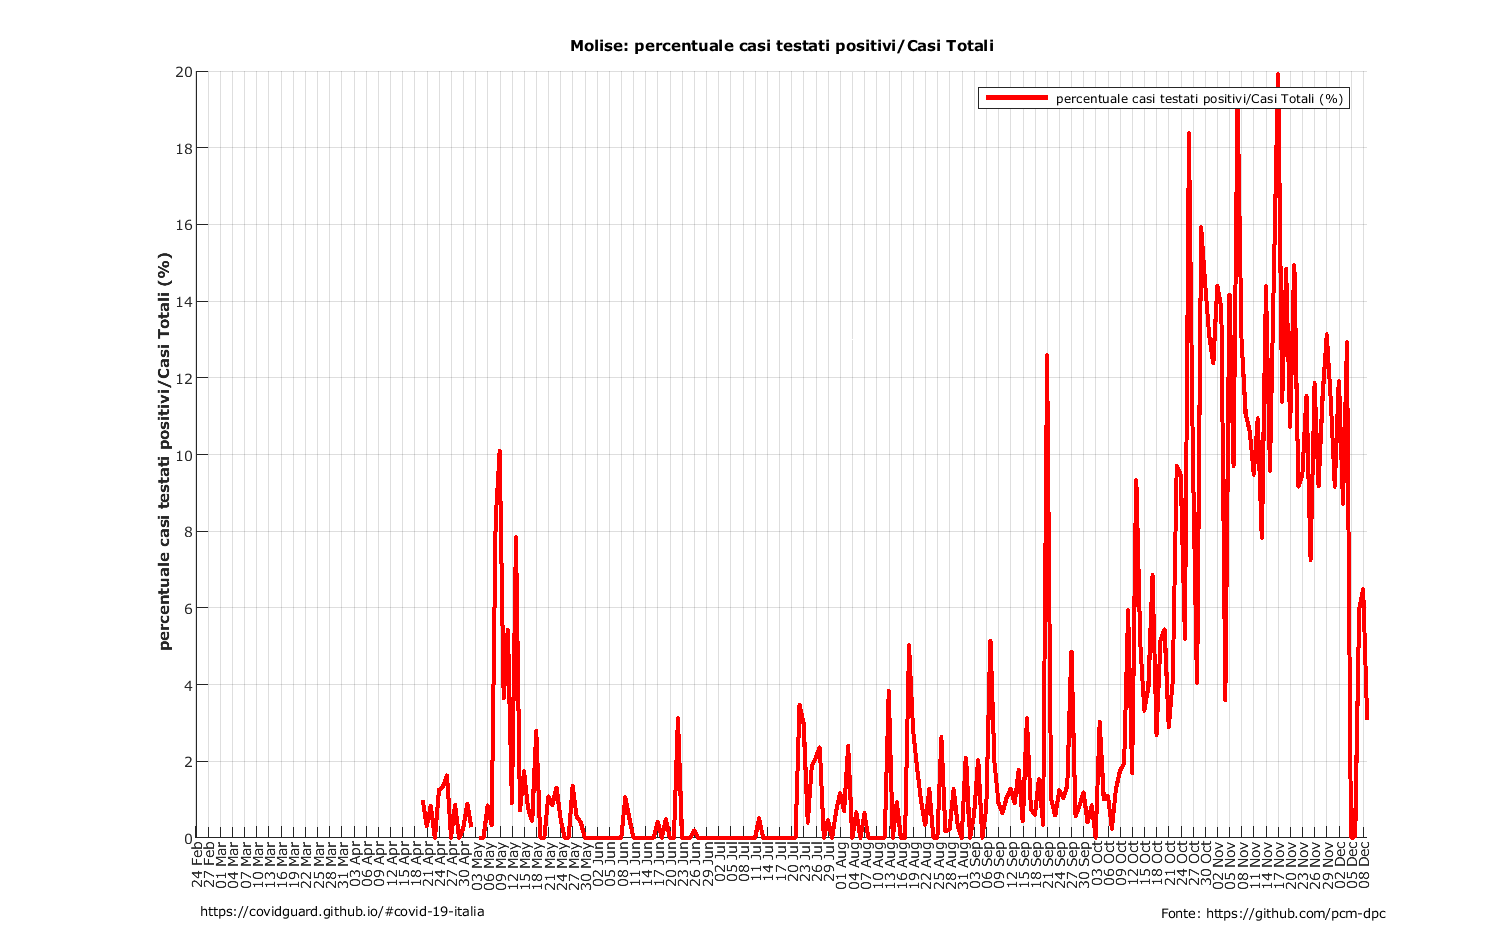 Molise: percentuale casi testati positivi/Casi Totali
percentuale casi testati positivi/Casi Totali (%)
percentuale casi testati positivi/Casi Totali (%)
20
18
16
14
12
10
8
6
4
2
0
24 Feb
27 Feb
01 Mar
04 Mar
07 Mar
10 Mar
13 Mar
16 Mar
19 Mar
22 Mar
25 Mar
28 Mar
31 Mar
03 Apr
06 Apr
09 Apr
12 Apr
15 Apr
18 Apr
21 Apr
24 Apr
27 Apr
30 Apr
03 May
06 May
09 May
12 May
15 May
18 May
21 May
24 May
27 May
30 May
02 Jun
05 Jun
08 Jun
11 Jun
14 Jun
17 Jun
20 Jun
23 Jun
26 Jun
29 Jun
02 Jul
05 Jul
08 Jul
11 Jul
14 Jul
17 Jul
20 Jul
23 Jul
26 Jul
29 Jul
01 Aug
04 Aug
07 Aug
10 Aug
13 Aug
16 Aug
19 Aug
22 Aug
25 Aug
28 Aug
31 Aug
03 Sep
06 Sep
09 Sep
12 Sep
15 Sep
18 Sep
21 Sep
24 Sep
27 Sep
30 Sep
03 Oct
06 Oct
09 Oct
12 Oct
15 Oct
18 Oct
21 Oct
24 Oct
27 Oct
30 Oct
02 Nov
05 Nov
08 Nov
11 Nov
14 Nov
17 Nov
20 Nov
23 Nov
26 Nov
29 Nov
02 Dec
05 Dec
08 Dec
https://covidguard.github.io/#covid-19-italia
Fonte: https://github.com/pcm-dpc